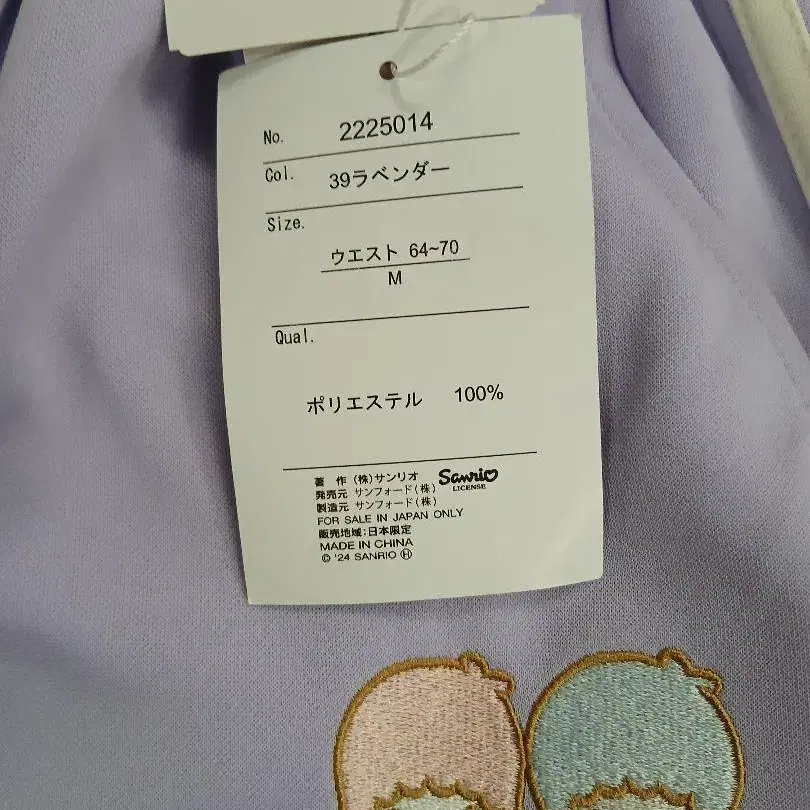 No. 2225014
Col. 39ラベンダー
Size.
ウエスト 64~70
M
Qual.
ポリエステル 100%
著 作 (株)サンリオ
Sanrio
LICENSE
発売元 サンフォード(株)
製造元 サンフォード(株)
FOR SALE IN JAPAN ONLY
販売地域:日本限定
MADE IN CHINA
© '24 SANRIO Ⓗ